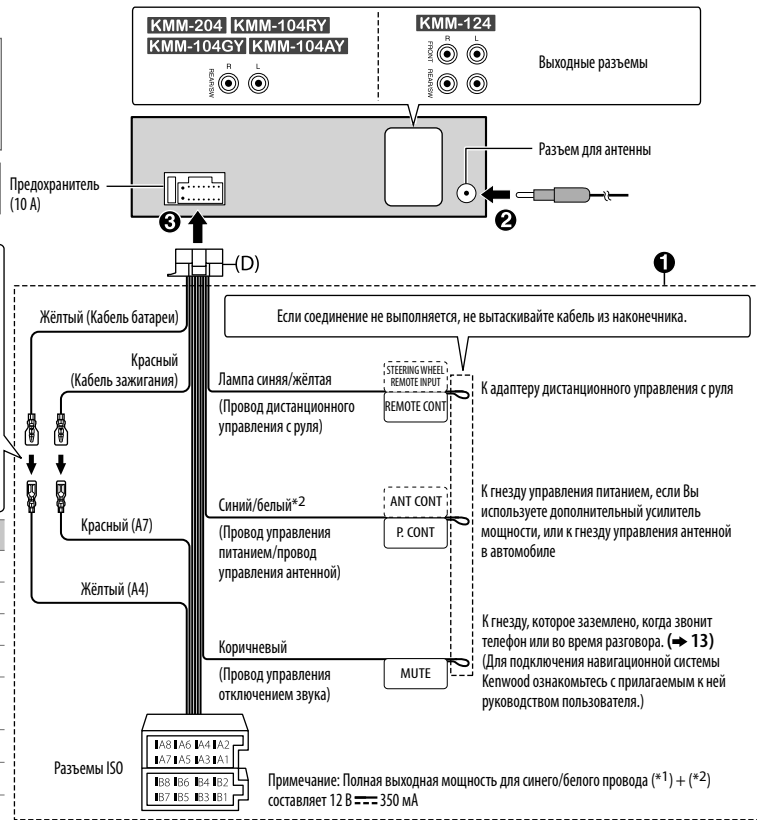 KMM-204 KMM-104RY
KMM-104GY KMM-104AY
R L
REAR/SW
KMM-124
R L
FRONT
REAR/SW
Выходные разъемы
Разъем для антенны
Предохранитель
(10 А)
❸
❷
(D)
❶
Жёлтый (Кабель батареи)
Если соединение не выполняется, не вытаскивайте кабель из наконечника.
Красный
(Кабель зажигания)
Лампа синяя/жёлтая
(Провод дистанционного
управления с руля)
STEERING WHEEL
REMOTE INPUT
REMOTE CONT
К адаптеру дистанционного управления с руля
Синий/белый*2
(Провод управления
питанием/провод
управления антенной)
ANT CONT
P. CONT
К гнезду управления питанием, если Вы
используете дополнительный усилитель
мощности, или к гнезду управления антенной
в автомобиле
Красный (A7)
Жёлтый (A4)
Коричневый
(Провод управления
отключением звука)
MUTE
К гнезду, которое заземлено, когда звонит
телефон или во время разговора. (➜ 13)
(Для подключения навигационной системы
Kenwood ознакомьтесь с прилагаемым к ней
руководством пользователя.)
Разъемы ISO
A8 A6 A4 A2
A7 A5 A3 A1
B8 B6 B4 B2
B7 B5 B3 B1
Примечание: Полная выходная мощность для синего/белого провода (*1) + (*2)
составляет 12 В ⎓ 350 мА